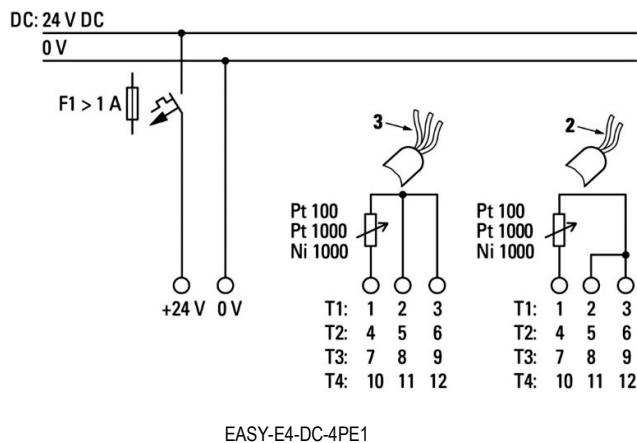 DC: 24 V DC
0 V
F1 > 1 A
3
2
Pt 100
Pt 1000
Ni 1000
Pt 100
Pt 1000
Ni 1000
+24 V 0 V
T1: 1 2 3
T2: 4 5 6
T3: 7 8 9
T4: 10 11 12
T1: 1 2 3
T2: 4 5 6
T3: 7 8 9
T4: 10 11 12
EASY-E4-DC-4PE1